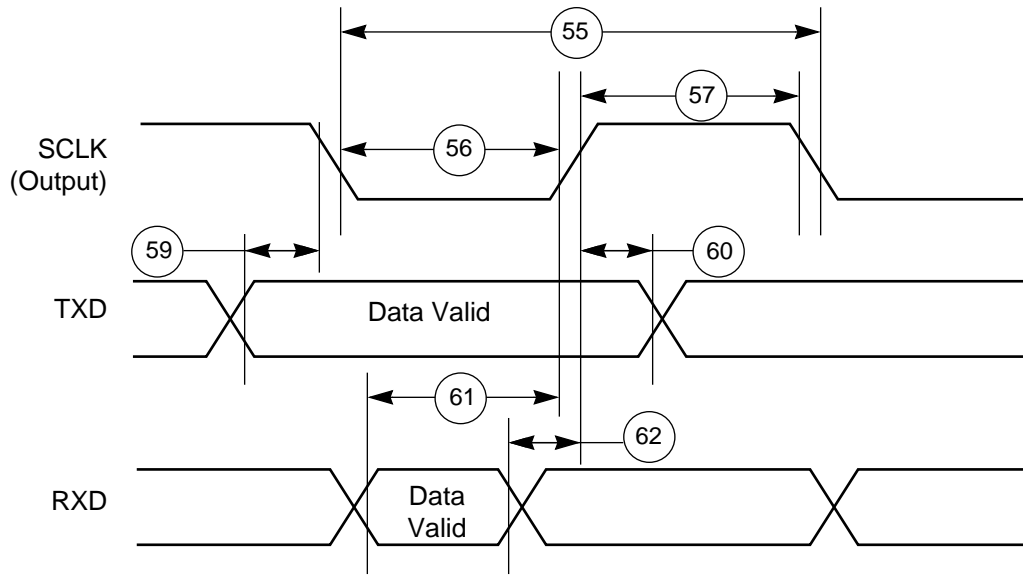 55
57
SCLK
(Output)
56
59
60
TXD
Data Valid
61
62
RXD
Data
Valid